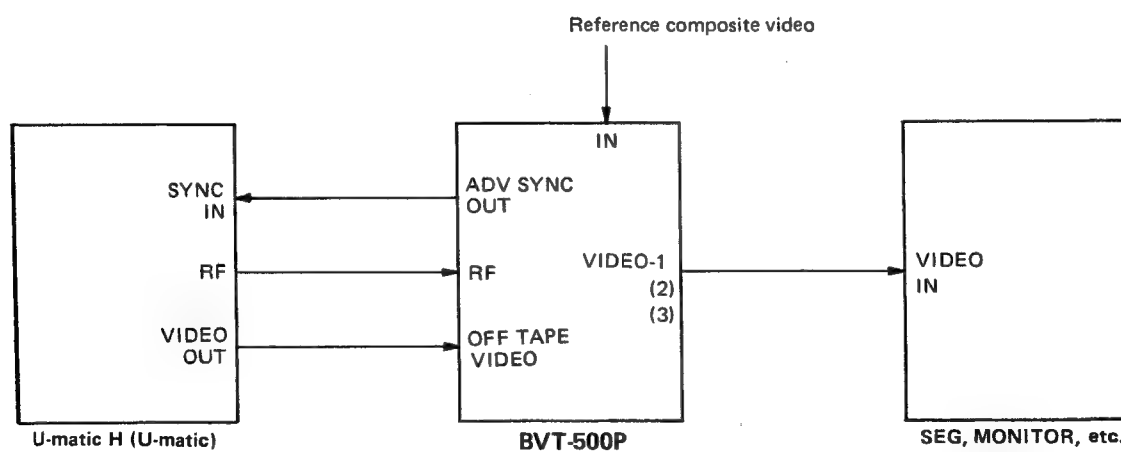 Reference composite video
IN
SYNC
IN
RF
VIDEO
OUT
ADV SYNC
OUT
RF
OFF TAPE
VIDEO
VIDEO-1
(2)
(3)
VIDEO
IN
U-matic H (U-matic)
BVT-500P
SEG, MONITOR, etc.